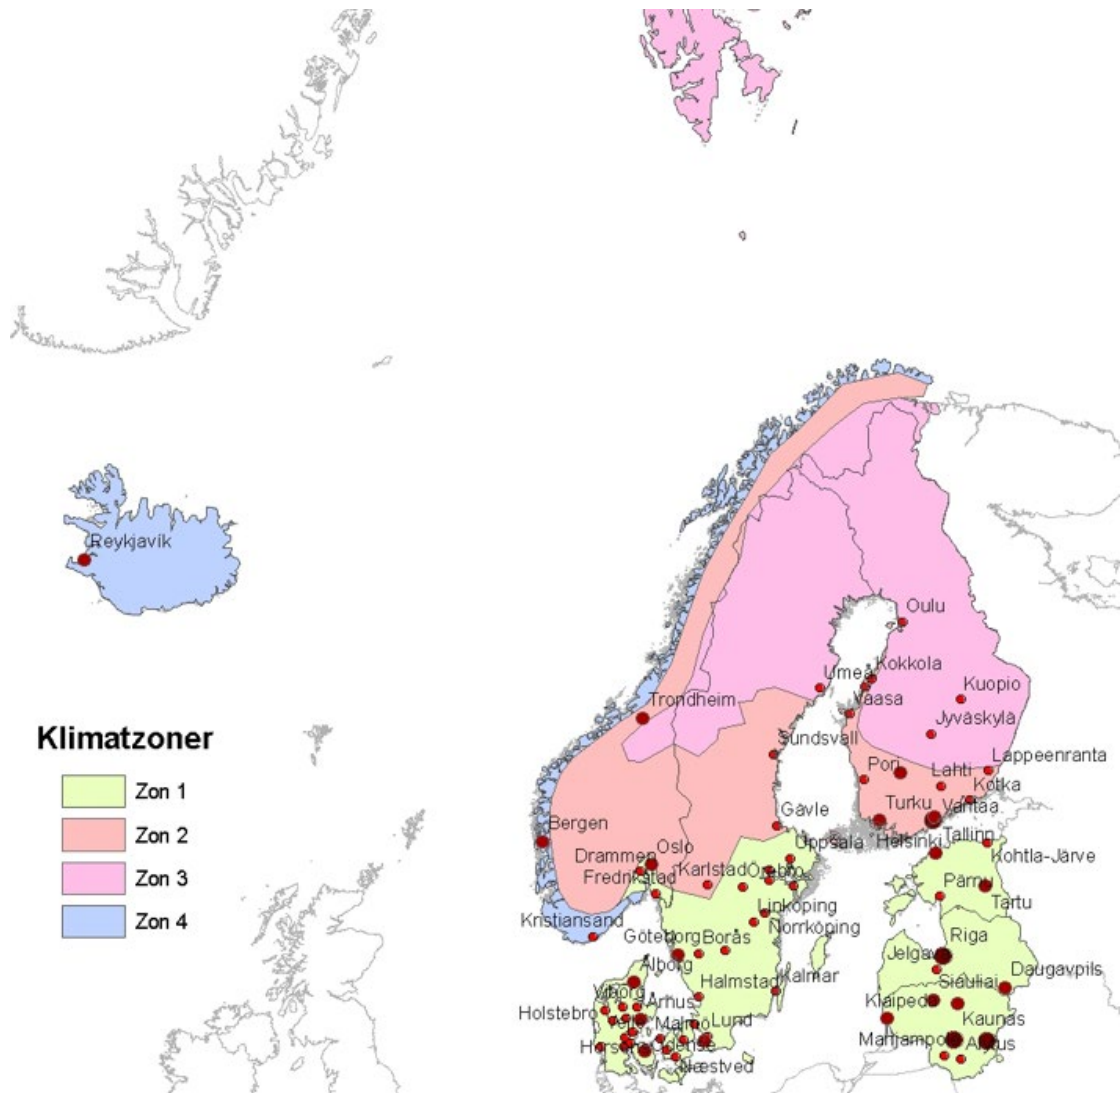 Reykjavík
Oulu
Kokkola
Umeå
Vaasa
Kuopio
Trondheim
Jyväskylä
Sundsvall
Klimatzoner
Lappeenranta
Pori
Lahti
Kotka
Zon 1
Zon 2
Zon 3
Zon 4
Gävle
Turku
Vantaa
Bergen
Helsinki
Tallinn
Uppsala
Oslo
Kohtla-Järve
Drammen
Karlstad
Örebro
Fredrikstad
Pärnu
Tartu
Linköping
Kristiansand
Norrköping
Göteborg
Borås
Riga
Ålborg
Daugavpils
Halmstad
Kalmar
Siauliai
Viborg
Århus
Klaipeda
Holstebro
Malmö
Lund
Kaunas
Alytus
Odense
Næstved